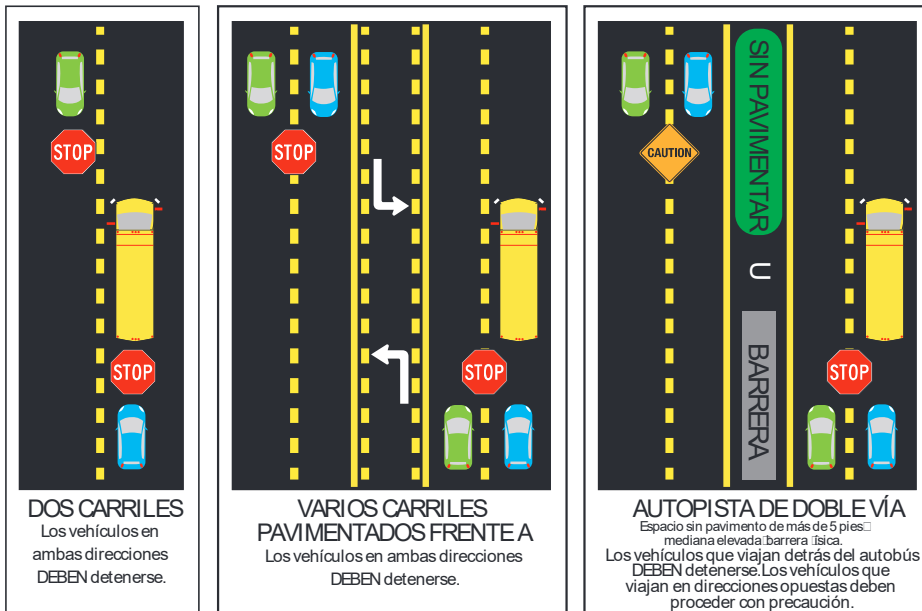 STOP
STOP
DOS CARRILES
Los vehículos en
ambas direcciones
DEBEN detenerse.
STOP
STOP
VARIOS CARRILES
PAVIMENTADOS FRENTE A
Los vehículos en ambas direcciones
DEBEN detenerse.
CAUTION
SIN PAVIMENTAR
U
BARRERA
STOP
AUTOPISTA DE DOBLE VÍA
Espacio sin pavimento de más de 5 pies
mediana elevada barrera física.
Los vehículos que viajan detrás del autobús
DEBEN detenerse. Los vehículos que
viajan en direcciones opuestas deben
proceder con precaución.